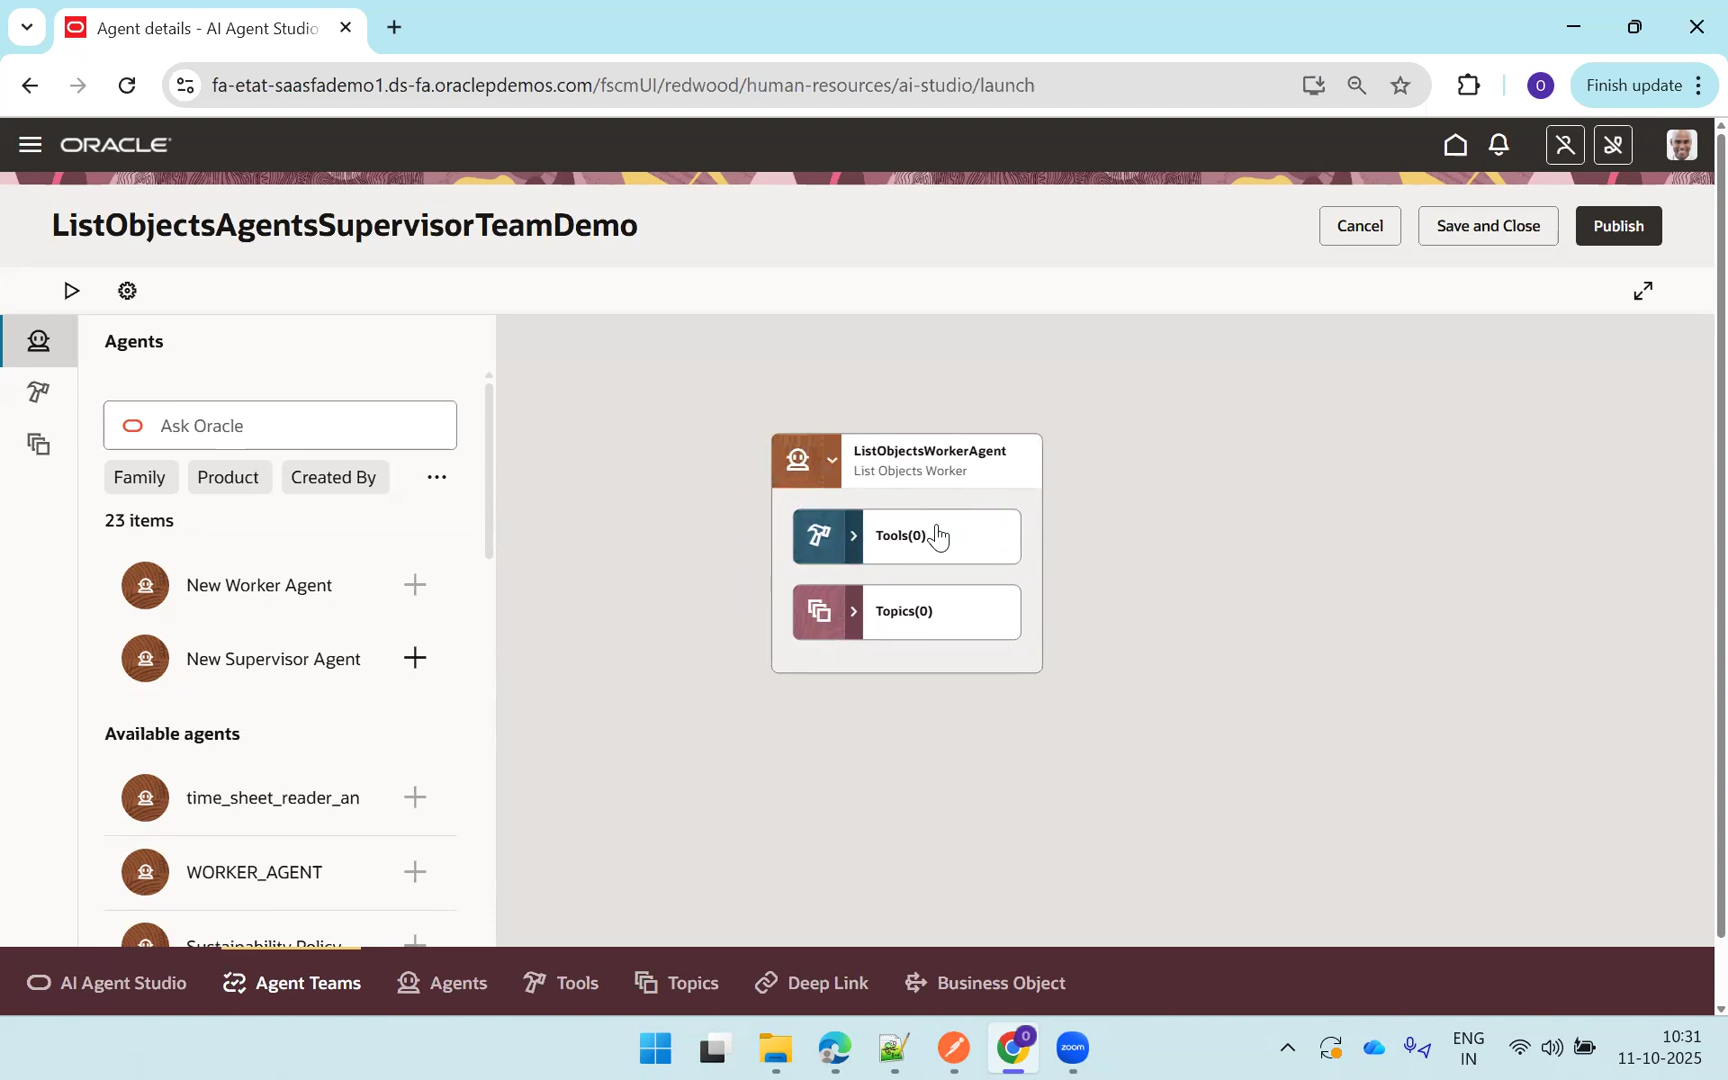 Agent details - AI Agent Studio
fa-etat-saasfademo1.ds-fa.oraclepdemos.com/fscmUI/redwood/human-resources/ai-studio/launch
O
Finish update
ORACLE
ListObjectsAgentsSupervisorTeamDemo
Cancel
Save and Close
Publish
Agents
Ask Oracle
Family
Product
Created By
23 items
New Worker Agent
New Supervisor Agent
Available agents
time_sheet_reader_an
WORKER_AGENT
Sustainability Policy
ListObjectsWorkerAgent
List Objects Worker
Tools(0)
Topics(0)
AI Agent Studio
Agent Teams
Agents
Tools
Topics
Deep Link
Business Object
zoom
ENG
IN
10:31
11-10-2025